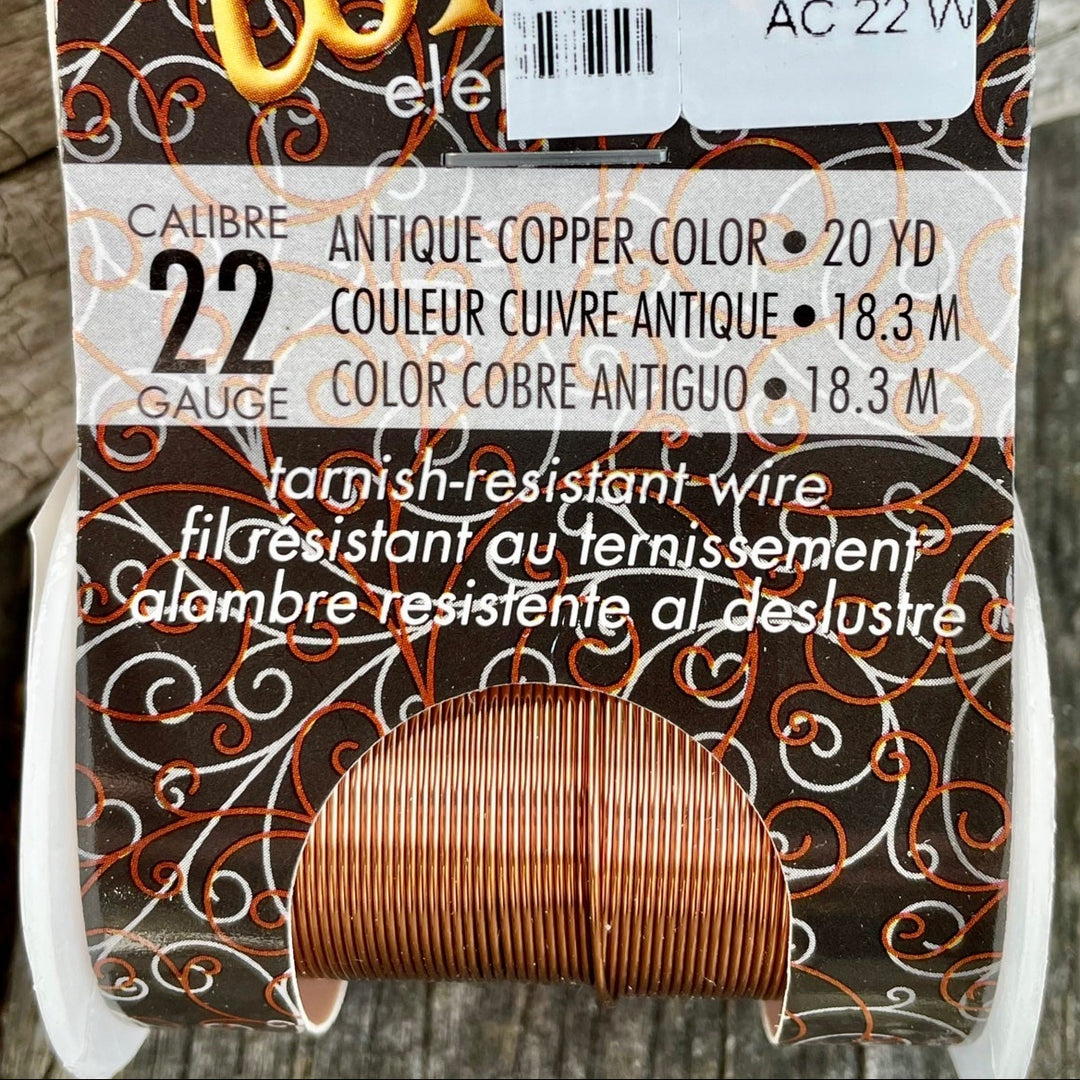 AC 22 W
CALIBRE
22
GAUGE
ANTIQUE COPPER COLOR • 20 YD
COULEUR CUIVRE ANTIQUE • 18.3 M
COLOR COBRE ANTIGUO • 18.3 M
tarnish-resistant wire
fil résistant au ternissement
alambre resistente al deslustre